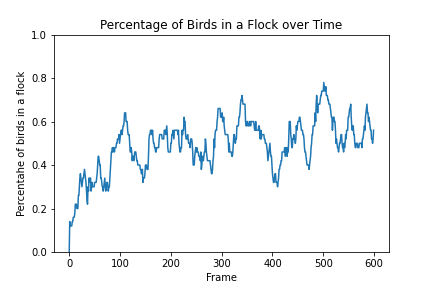 Percentage of Birds in a Flock over Time
1.0
0.8
0.6
0.4
0.2
0.0
Percentahe of birds in a flock
0 100 200 300 400 500 600
Frame